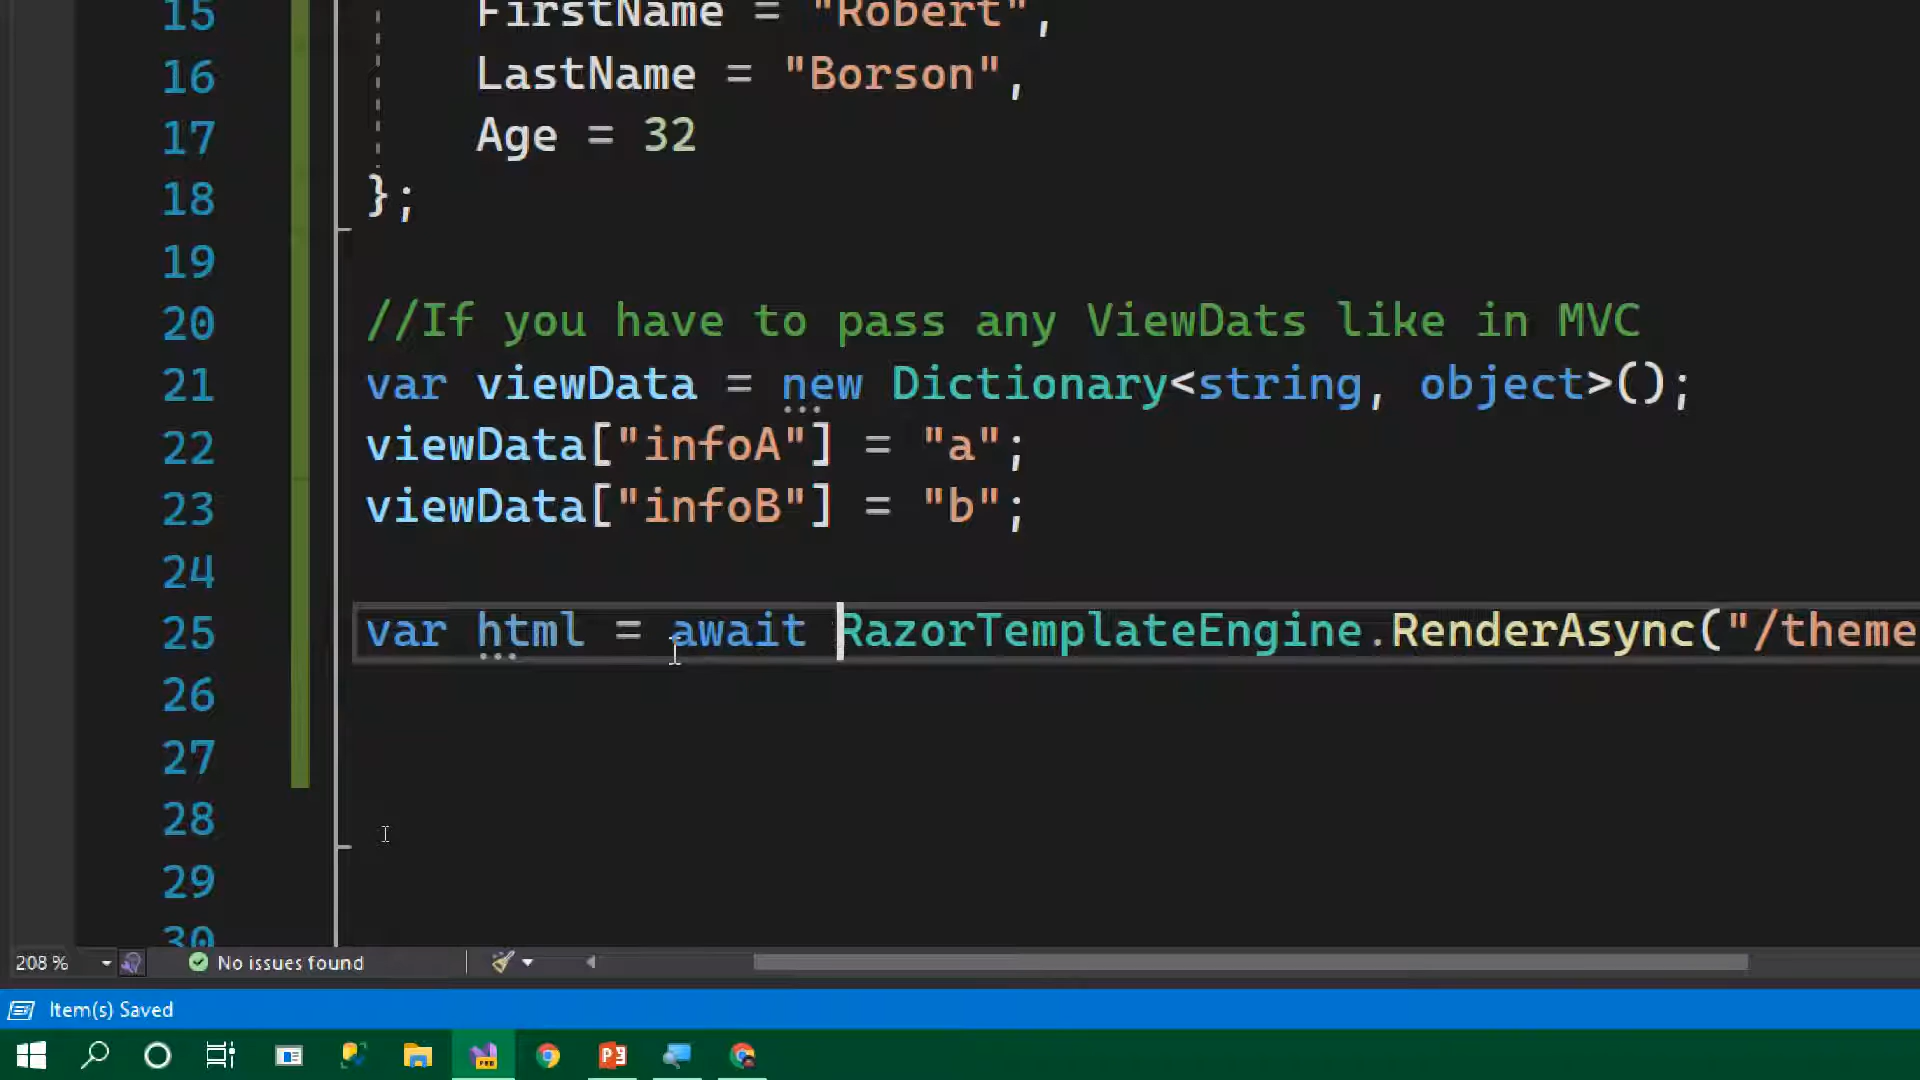 15 FirstName = "Robert",
16 LastName = "Borson",
17 Age = 32
18 };
19
20 //If you have to pass any ViewDats like in MVC
21 var viewData = new Dictionary<string, object>();
22 viewData["infoA"] = "a";
23 viewData["infoB"] = "b";
24
25 var html = await RazorTemplateEngine.RenderAsync("/theme
26
27
28
29
30
208 % No issues found
Item(s) Saved